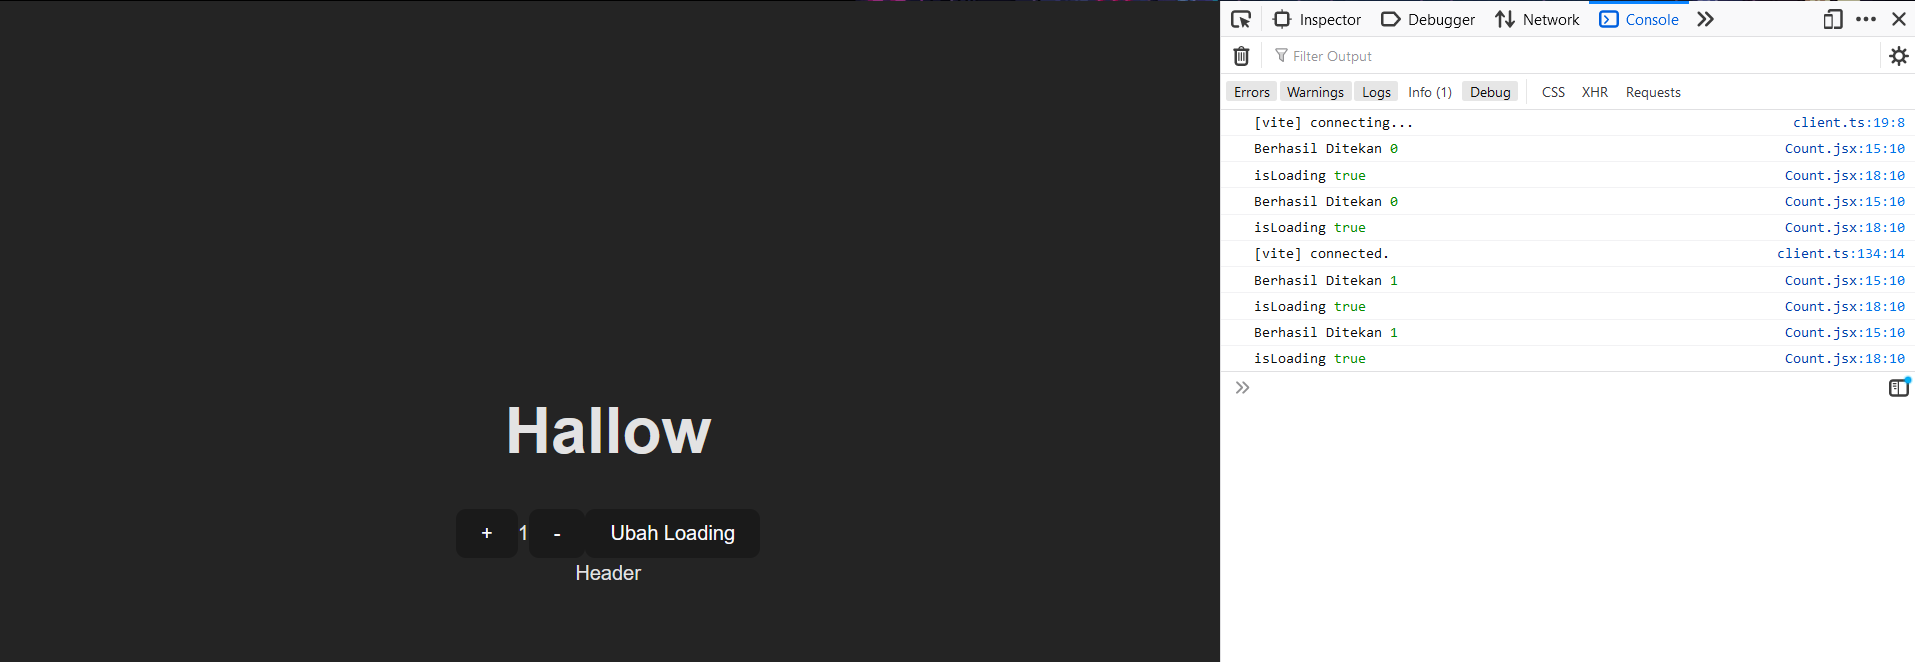 Hallow
+ 1 - Ubah Loading
Header
Inspector Debugger Network Console
Filter Output
Errors Warnings Logs Info (1) Debug CSS XHR Requests
[vite] connecting... client.ts:19:8
Berhasil Ditekan 0 Count.jsx:15:10
isLoading true Count.jsx:18:10
Berhasil Ditekan 0 Count.jsx:15:10
isLoading true Count.jsx:18:10
[vite] connected. client.ts:134:14
Berhasil Ditekan 1 Count.jsx:15:10
isLoading true Count.jsx:18:10
Berhasil Ditekan 1 Count.jsx:15:10
isLoading true Count.jsx:18:10